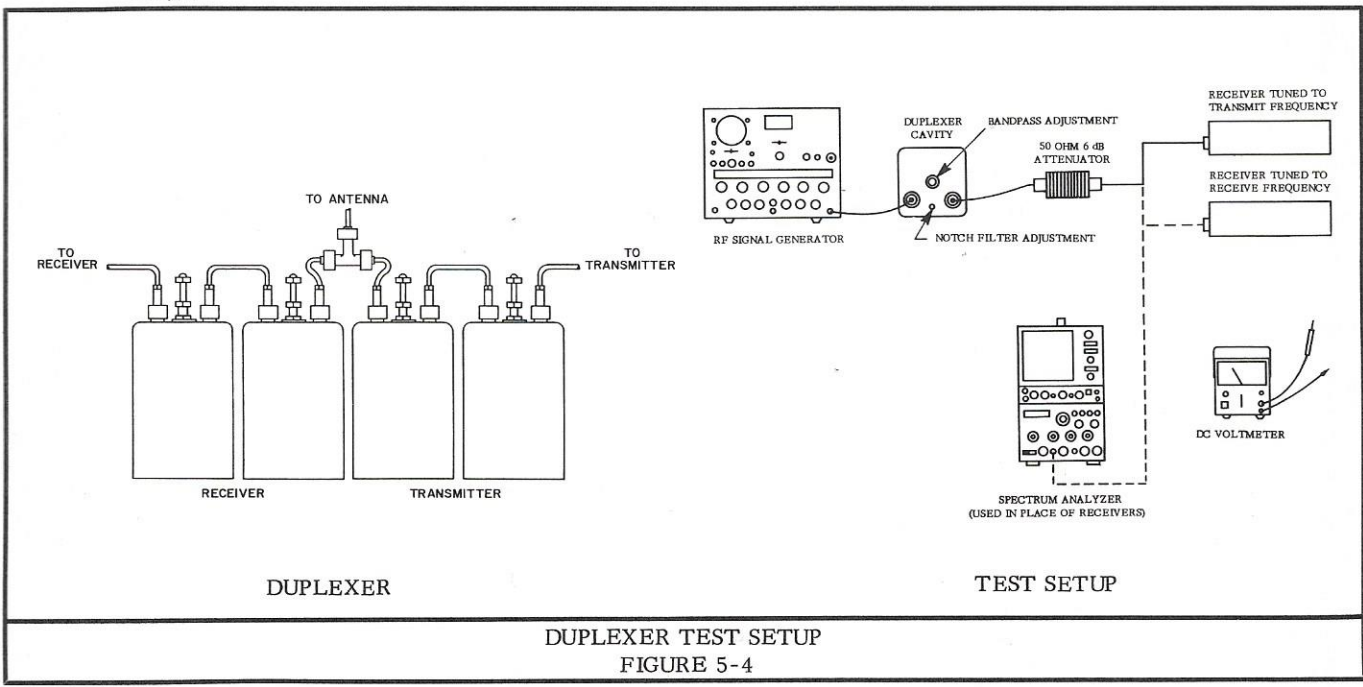 TO ANTENNA
TO
RECEIVER
TO
TRANSMITTER
RECEIVER
TRANSMITTER
DUPLEXER
RF SIGNAL GENERATOR
DUPLEXER
CAVITY
BANDPASS ADJUSTMENT
NOTCH FILTER ADJUSTMENT
50 OHM 6 dB
ATTENUATOR
RECEIVER TUNED TO
TRANSMIT FREQUENCY
RECEIVER TUNED TO
RECEIVE FREQUENCY
SPECTRUM ANALYZER
(USED IN PLACE OF RECEIVERS)
DC VOLTMETER
TEST SETUP
DUPLEXER TEST SETUP
FIGURE 5-4